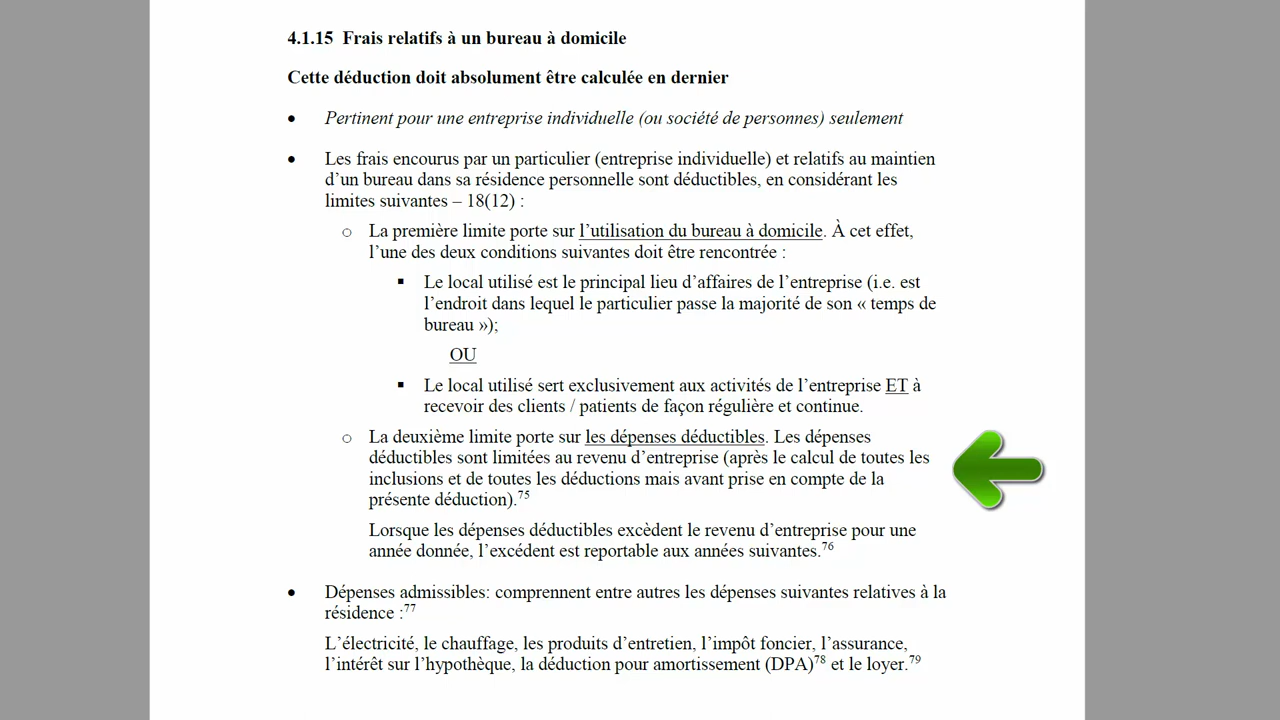 4.1.15 Frais relatifs à un bureau à domicile
Cette déduction doit absolument être calculée en dernier
• Pertinent pour une entreprise individuelle (ou société de personnes) seulement
• Les frais encourus par un particulier (entreprise individuelle) et relatifs au maintien
d’un bureau dans sa résidence personnelle sont déductibles, en considérant les
limites suivantes – 18(12) :
o La première limite porte sur l’utilisation du bureau à domicile. À cet effet,
l’une des deux conditions suivantes doit être rencontrée :
▪ Le local utilisé est le principal lieu d’affaires de l’entreprise (i.e. est
l’endroit dans lequel le particulier passe la majorité de son « temps de
bureau »);
OU
▪ Le local utilisé sert exclusivement aux activités de l’entreprise ET à
recevoir des clients / patients de façon régulière et continue.
o La deuxième limite porte sur les dépenses déductibles. Les dépenses
déductibles sont limitées au revenu d’entreprise (après le calcul de toutes les
inclusions et de toutes les déductions mais avant prise en compte de la
présente déduction).75
Lorsque les dépenses déductibles excèdent le revenu d’entreprise pour une
année donnée, l’excédent est reportable aux années suivantes.76
• Dépenses admissibles: comprennent entre autres les dépenses suivantes relatives à la
résidence :77
L’électricité, le chauffage, les produits d’entretien, l’impôt foncier, l’assurance,
l’intérêt sur l’hypothèque, la déduction pour amortissement (DPA)78 et le loyer.79